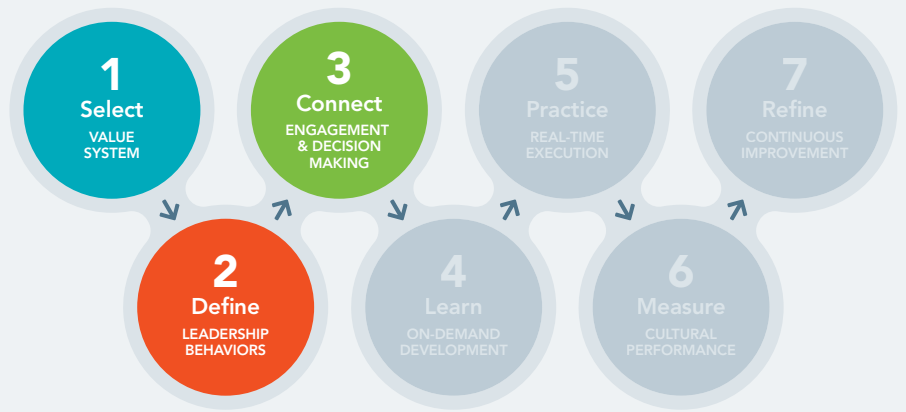 1
Select
VALUE
SYSTEM
2
Define
LEADERSHIP
BEHAVIORS
3
Connect
ENGAGEMENT
& DECISION
MAKING
4
Learn
ON-DEMAND
DEVELOPMENT
5
Practice
REAL-TIME
EXECUTION
6
Measure
CULTURAL
PERFORMANCE
7
Refine
CONTINUOUS
IMPROVEMENT